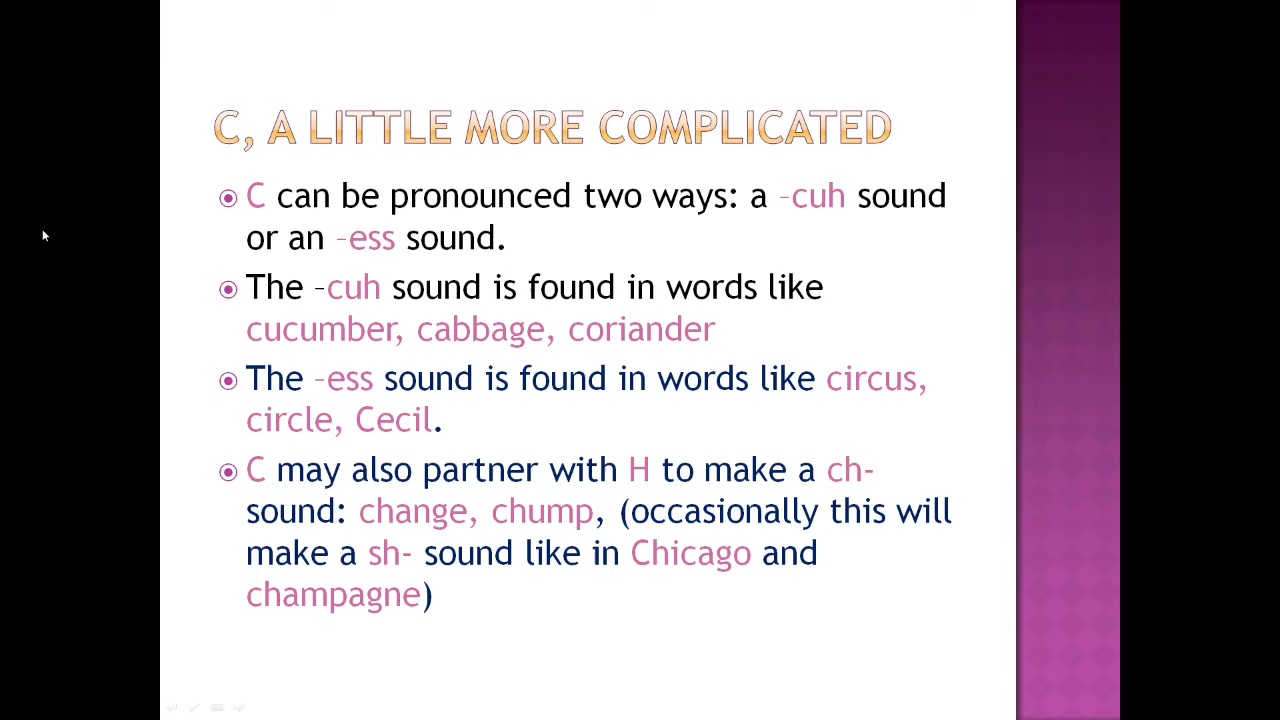 C, A LITTLE MORE COMPLICATED
C can be pronounced two ways: a –cuh sound
or an –ess sound.
The –cuh sound is found in words like
cucumber, cabbage, coriander
The –ess sound is found in words like circus,
circle, Cecil.
C may also partner with H to make a ch-
sound: change, chump, (occasionally this will
make a sh- sound like in Chicago and
champagne)